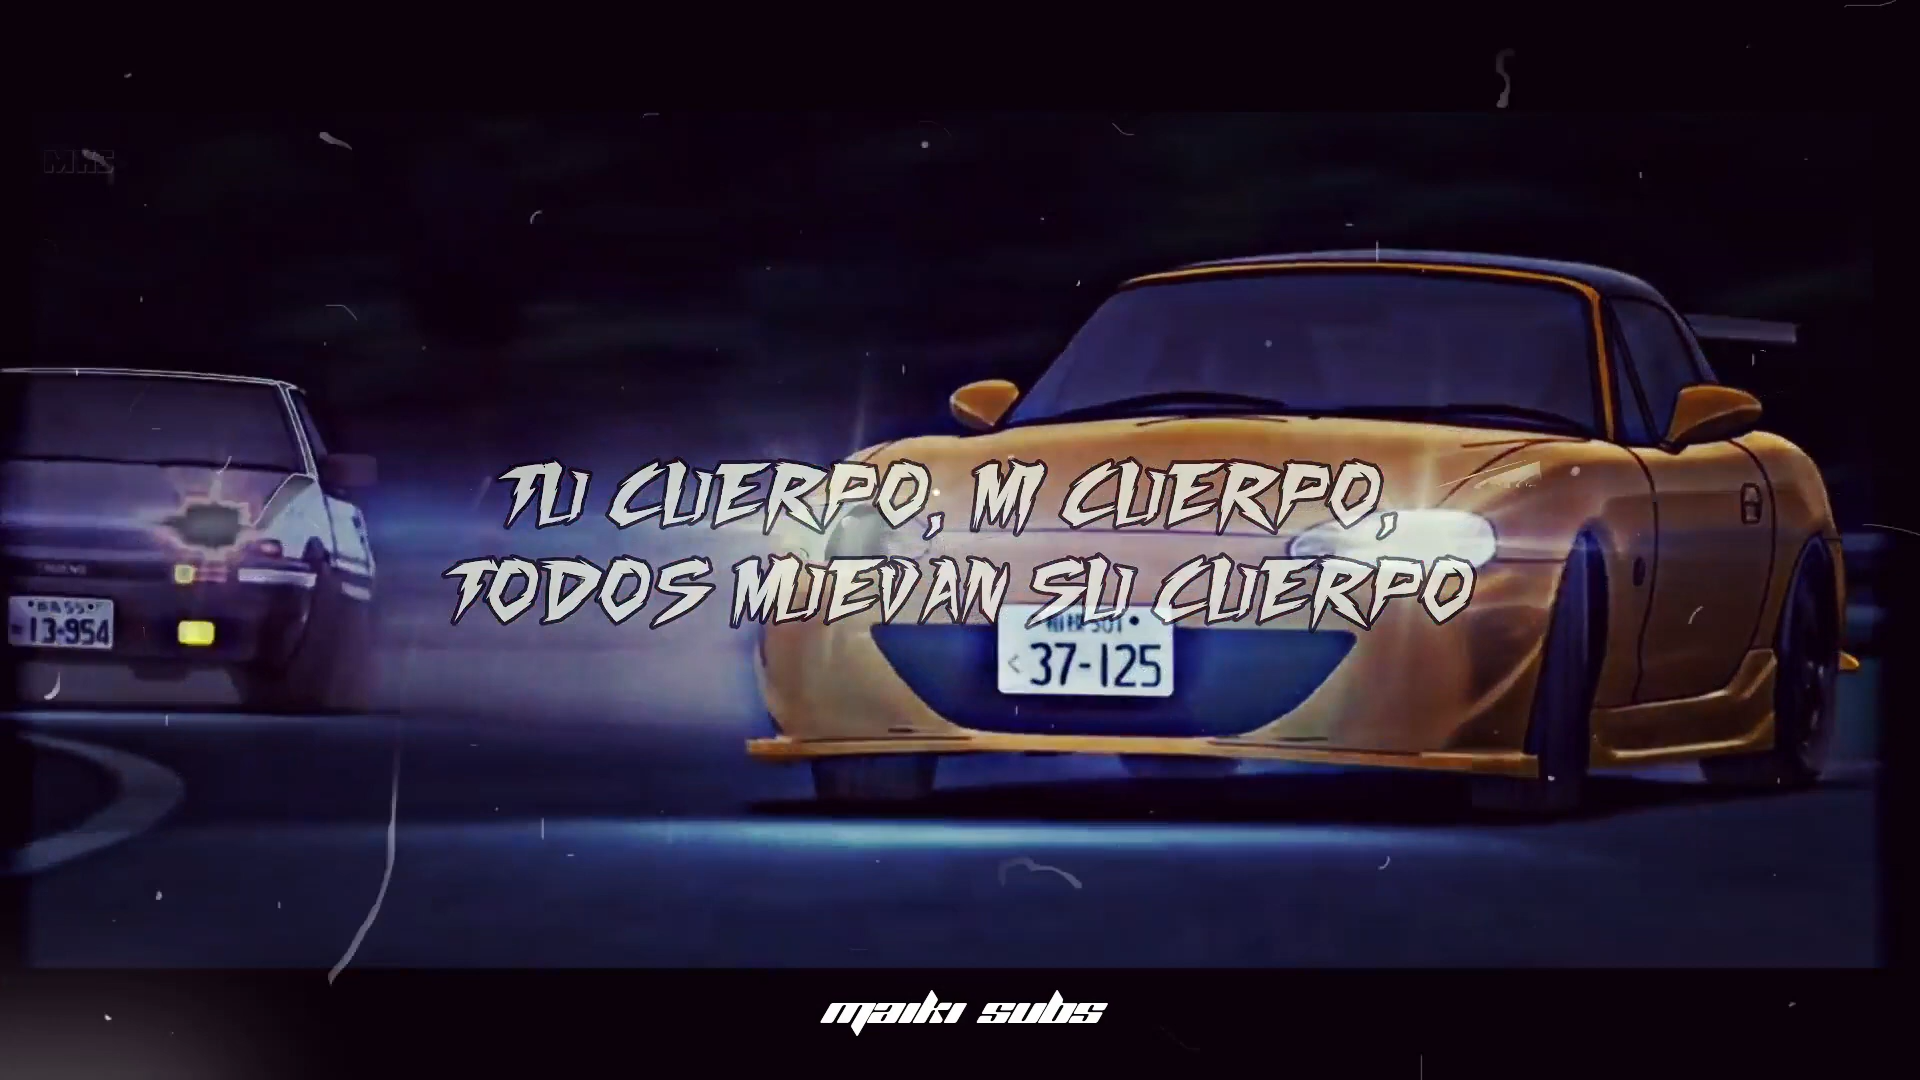 TU CUERPO, MI CUERPO,
TODOS MUEVAN SU CUERPO
13-954
37-125
maiki subs